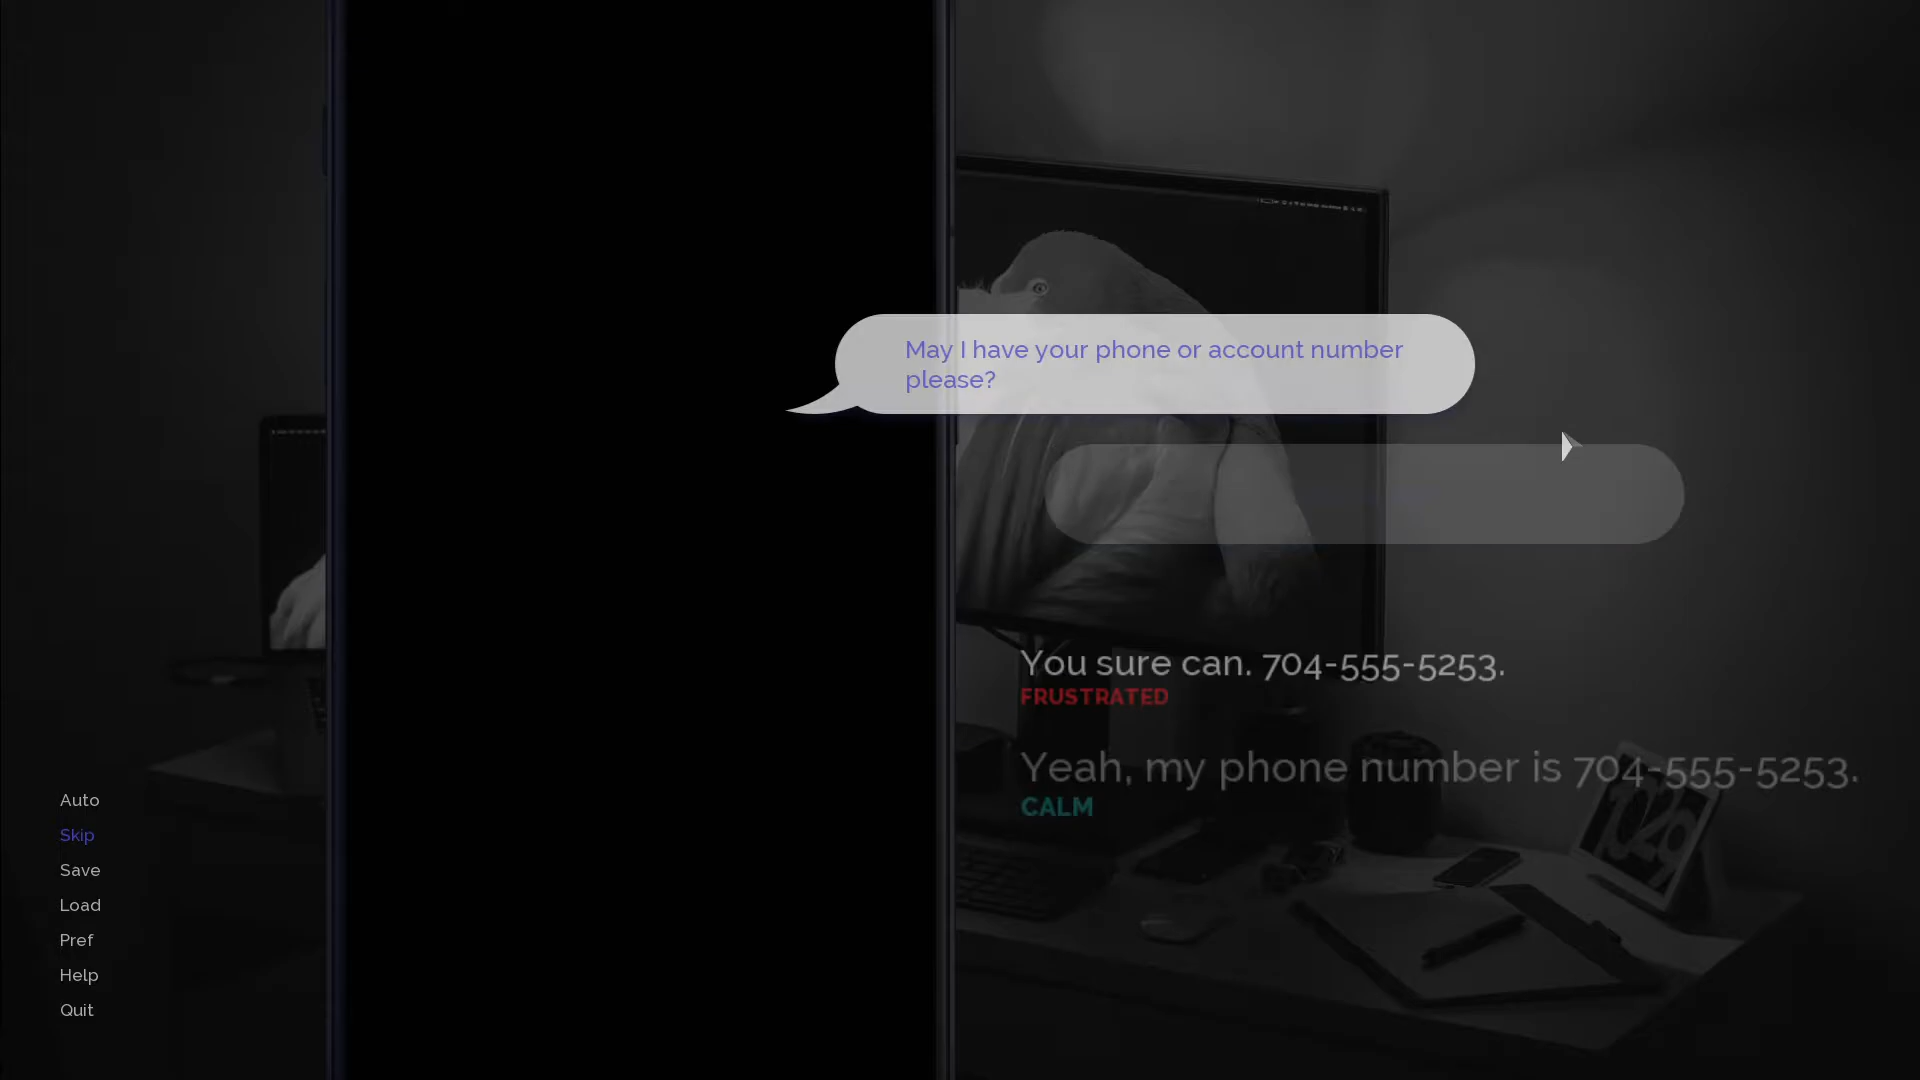 May I have your phone or account number
please?
You sure can. 704-555-5253.
FRUSTRATED
Yeah, my phone number is 704-555-5253.
CALM
1029
Auto
Skip
Save
Load
Pref
Help
Quit